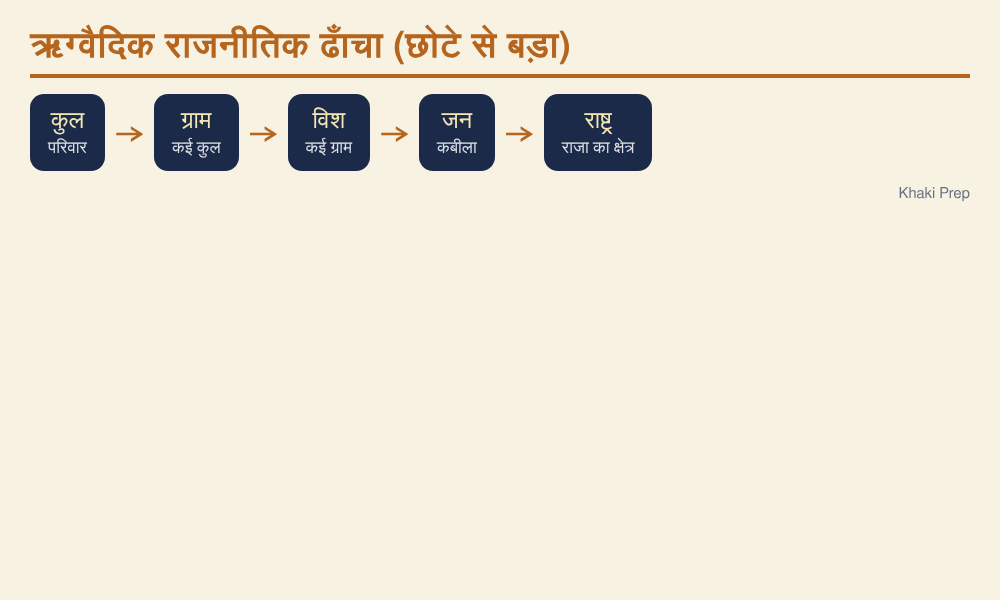 ऋग्वैदिक राजनीतिक ढाँचा (छोटे से बड़ा)
कुल → ग्राम → विश → जन → राष्ट्र
परिवार कई कुल कई ग्राम कबीला राजा का क्षेत्र
Khaki Prep